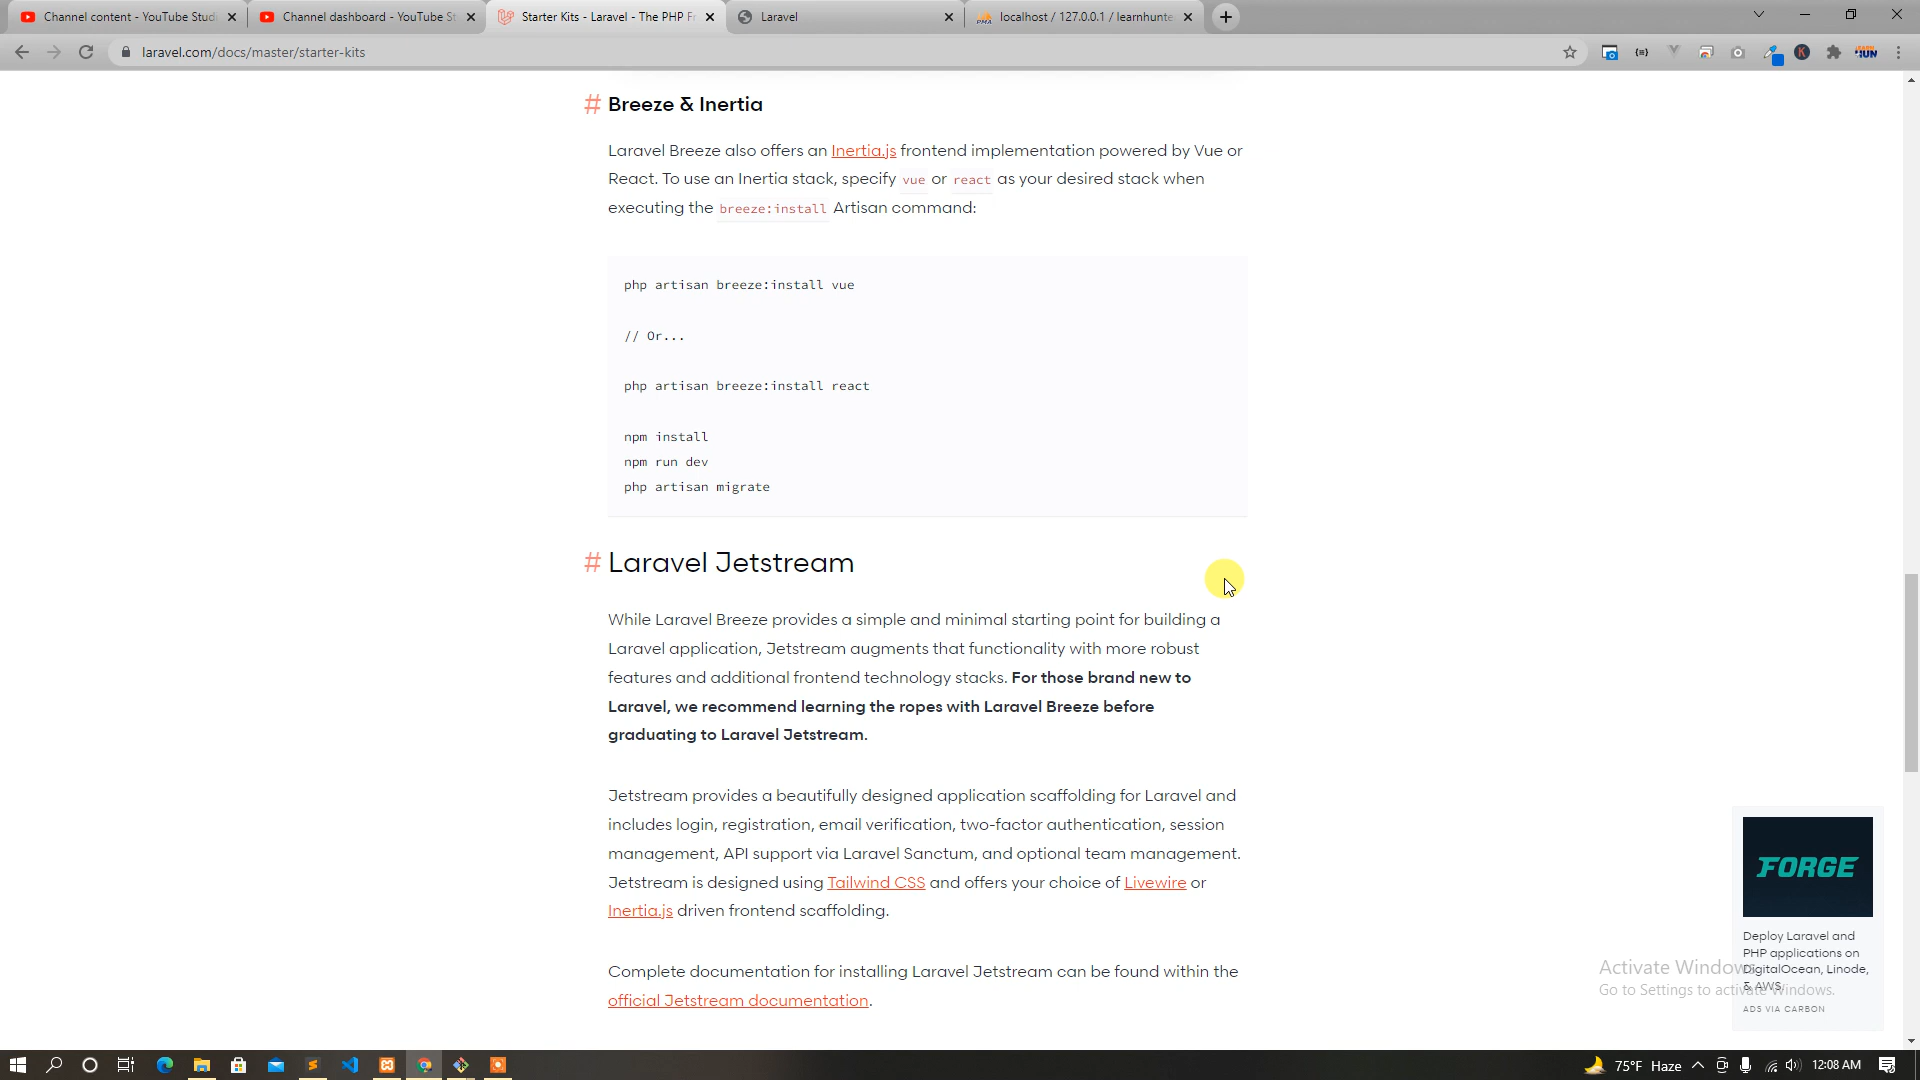 Channel content - YouTube Studi
Channel dashboard - YouTube St
Starter Kits - Laravel - The PHP Fr
Laravel
localhost / 127.0.0.1 / learnhunte
laravel.com/docs/master/starter-kits
# Breeze & Inertia
Laravel Breeze also offers an Inertia.js frontend implementation powered by Vue or
React. To use an Inertia stack, specify vue or react as your desired stack when
executing the breeze:install Artisan command:
php artisan breeze:install vue
// Or...
php artisan breeze:install react
npm install
npm run dev
php artisan migrate
# Laravel Jetstream
While Laravel Breeze provides a simple and minimal starting point for building a
Laravel application, Jetstream augments that functionality with more robust
features and additional frontend technology stacks. For those brand new to
Laravel, we recommend learning the ropes with Laravel Breeze before
graduating to Laravel Jetstream.
Jetstream provides a beautifully designed application scaffolding for Laravel and
includes login, registration, email verification, two-factor authentication, session
management, API support via Laravel Sanctum, and optional team management.
Jetstream is designed using Tailwind CSS and offers your choice of Livewire or
Inertia.js driven frontend scaffolding.
Complete documentation for installing Laravel Jetstream can be found within the
official Jetstream documentation.
FORGE
Deploy Laravel and
PHP applications on
DigitalOcean, Linode,
& AWS.
ADS VIA CARBON
Activate Windows
Go to Settings to activate Windows.
75°F Haze
12:08 AM